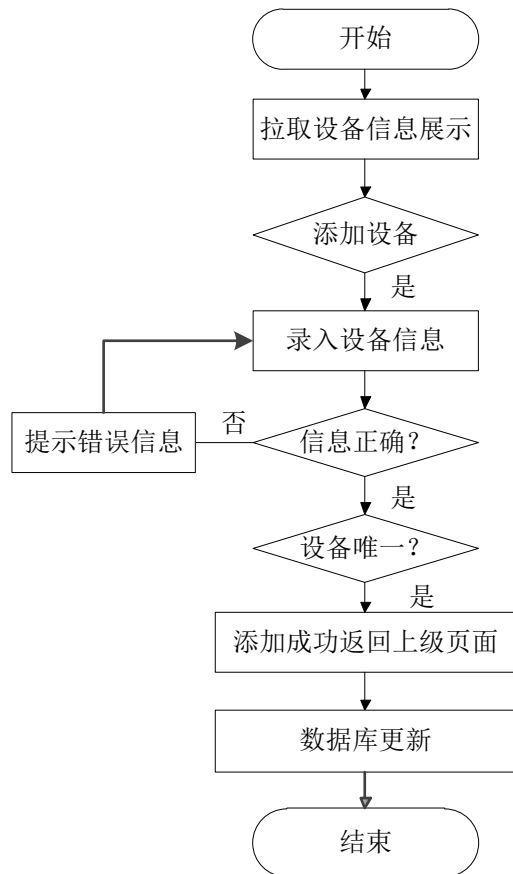 开始
拉取设备信息展示
添加设备
是
录入设备信息
提示错误信息
否
信息正确?
是
设备唯一?
是
添加成功返回上级页面
数据库更新
结束